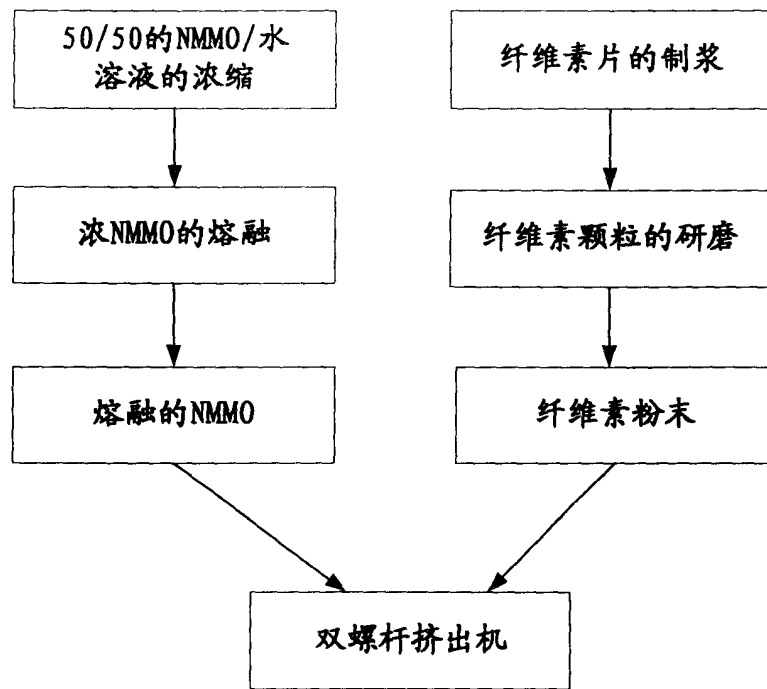 50/50的NMMO/水
溶液的浓缩
纤维素片的制浆
浓NMMO的熔融
纤维素颗粒的研磨
熔融的NMMO
纤维素粉末
双螺杆挤出机